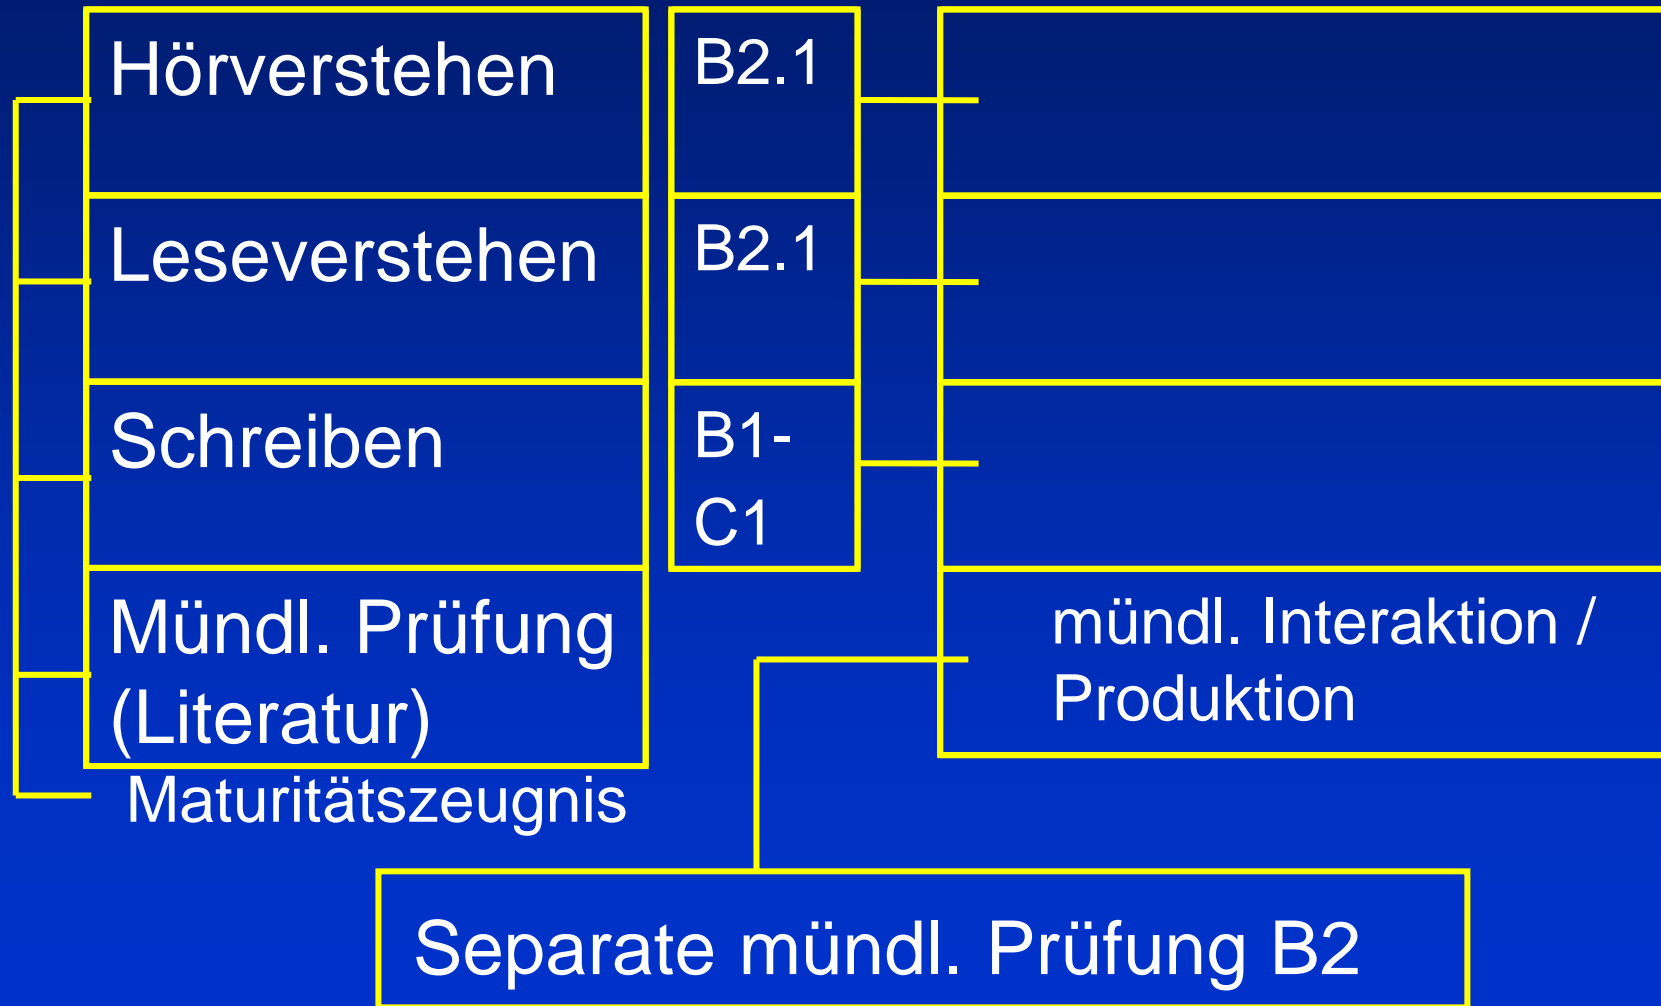 Hörverstehen
B2.1
Leseverstehen
B2.1
Schreiben
B1-
C1
Mündl. Prüfung
(Literatur)
mündl. Interaktion /
Produktion
Maturitätszeugnis
Separate mündl. Prüfung B2